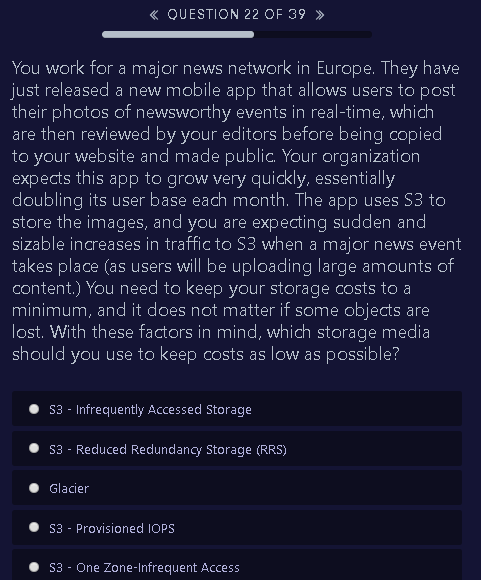 « QUESTION 22 OF 39 »
You work for a major news network in Europe. They have
just released a new mobile app that allows users to post
their photos of newsworthy events in real-time, which
are then reviewed by your editors before being copied
to your website and made public. Your organization
expects this app to grow very quickly, essentially
doubling its user base each month. The app uses S3 to
store the images, and you are expecting sudden and
sizable increases in traffic to S3 when a major news event
takes place (as users will be uploading large amounts of
content.) You need to keep your storage costs to a
minimum, and it does not matter if some objects are
lost. With these factors in mind, which storage media
should you use to keep costs as low as possible?
S3 - Infrequently Accessed Storage
S3 - Reduced Redundancy Storage (RRS)
Glacier
S3 - Provisioned IOPS
S3 - One Zone-Infrequent Access